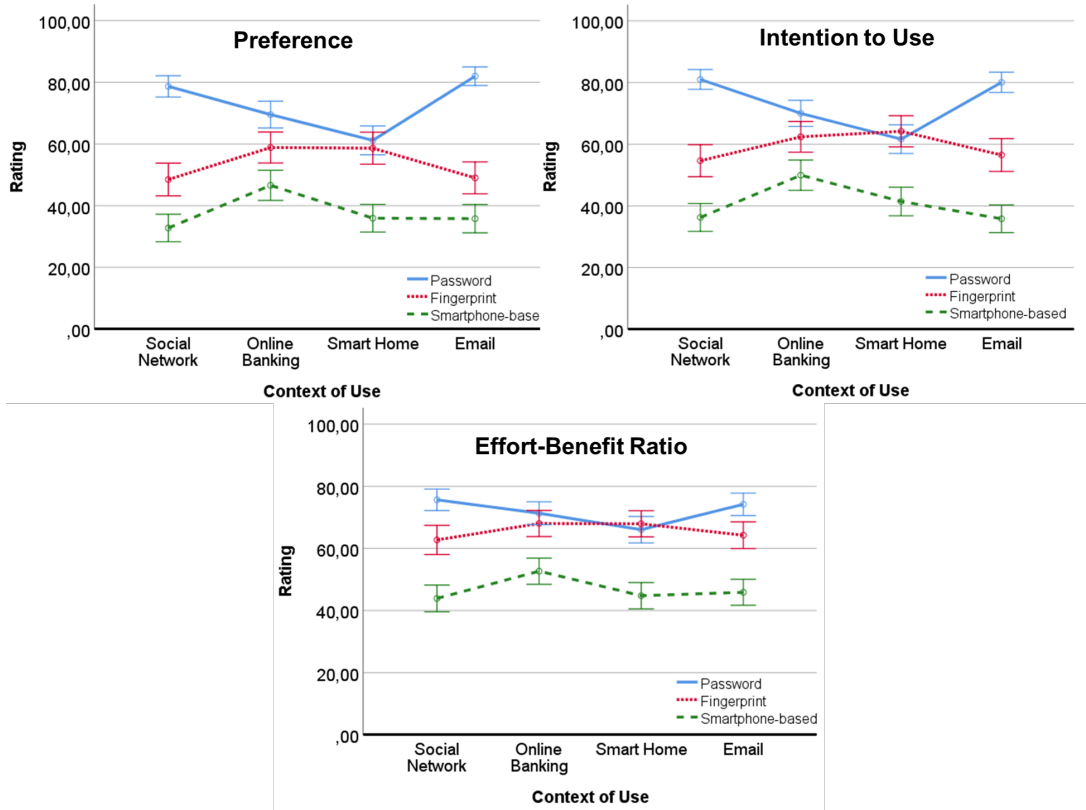 Preference
100,00
80,00
60,00
40,00
20,00
,00
Rating
Password
Fingerprint
Smartphone-base
Social Network
Online Banking
Smart Home
Email
Context of Use
Intention to Use
100,00
80,00
60,00
40,00
20,00
,00
Rating
Password
Fingerprint
Smartphone-based
Social Network
Online Banking
Smart Home
Email
Context of Use
Effort-Benefit Ratio
100,00
80,00
60,00
40,00
20,00
,00
Rating
Password
Fingerprint
Smartphone-based
Social Network
Online Banking
Smart Home
Email
Context of Use